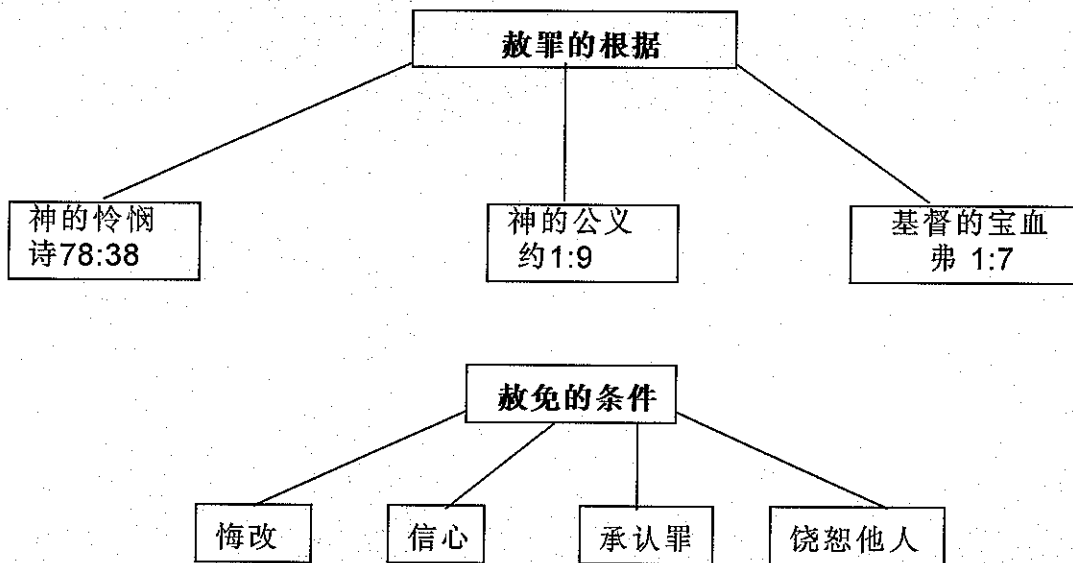 赦罪的根据
神的怜悯
诗78:38
神的公义
约1:9
基督的宝血
弗 1:7
赦免的条件
悔改
信心
承认罪
饶恕他人